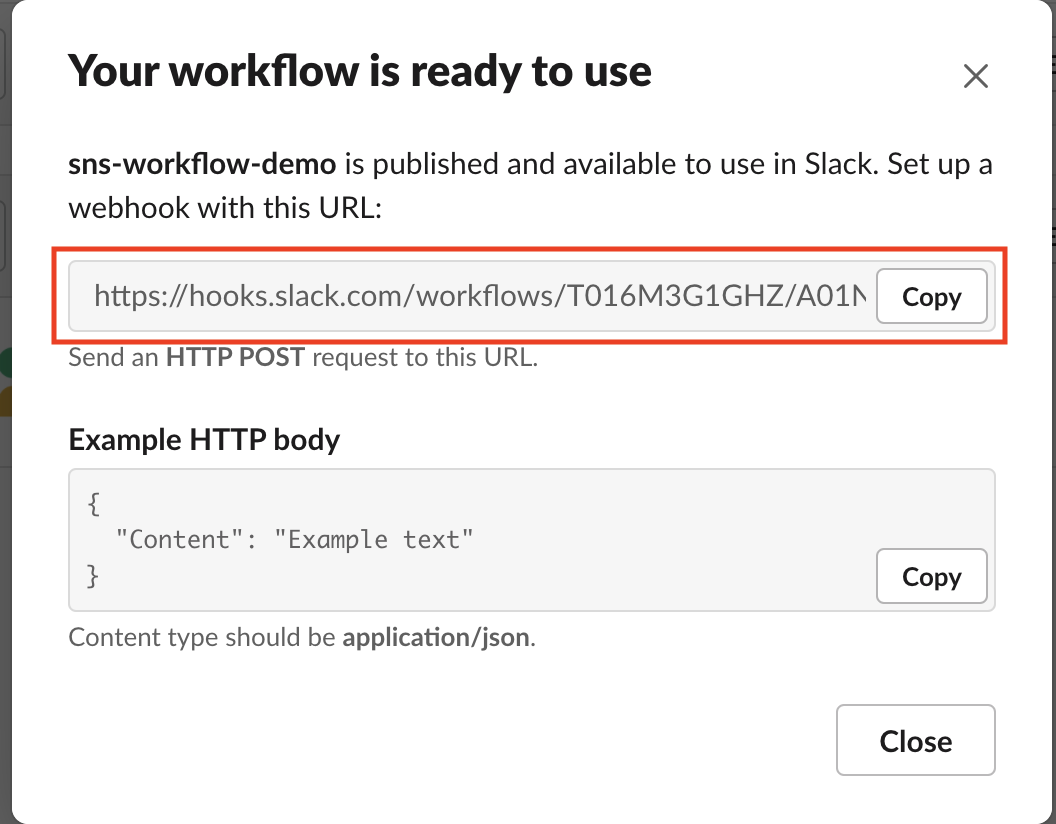 Your workflow is ready to use
sns-workflow-demo is published and available to use in Slack. Set up a
webhook with this URL:
https://hooks.slack.com/workflows/T016M3G1GHZ/A01N
Copy
Send an HTTP POST request to this URL.
Example HTTP body
{
"Content": "Example text"
}
Copy
Content type should be application/json.
Close